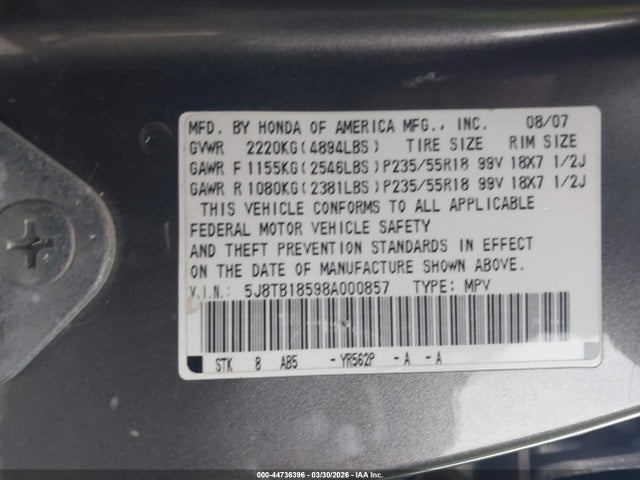 MFD. BY HONDA OF AMERICA MFG., INC. 08/07
GVWR 2220KG(4894LBS) TIRE SIZE RIM SIZE
GAWR F 1155KG(2546LBS)P235/55R18 99V 18X7 1/2J
GAWR R 1080KG(2381LBS)P235/55R18 99V 18X7 1/2J
THIS VEHICLE CONFORMS TO ALL APPLICABLE
FEDERAL MOTOR VEHICLE SAFETY
AND THEFT PREVENTION STANDARDS IN EFFECT
ON THE DATE OF MANUFACTURE SHOWN ABOVE.
V.I.N.: 5J8TB18598A000857 TYPE: MPV
STK 8 AB5 -YR562P -A -A
000-44736396 - 03/30/2026 - IAA Inc.